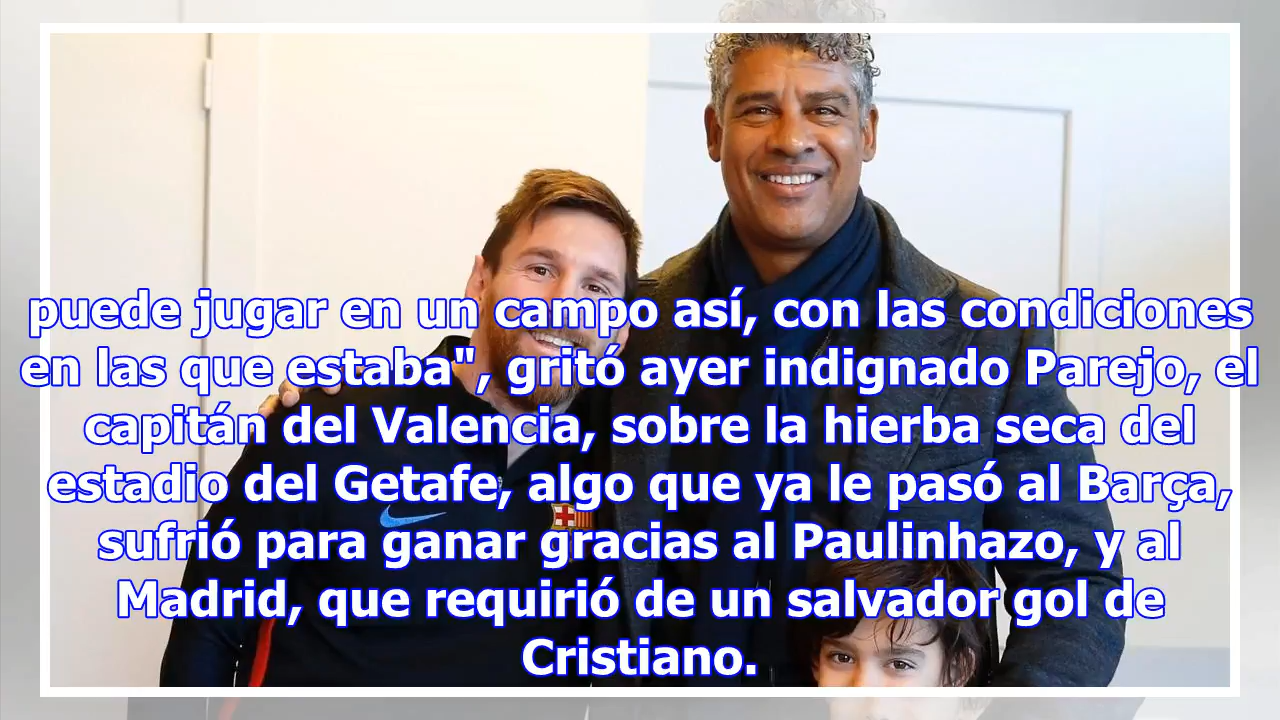 puede jugar en un campo así, con las condiciones
en las que estaba", gritó ayer indignado Parejo, el
capitán del Valencia, sobre la hierba seca del
estadio del Getafe, algo que ya le pasó al Barça,
sufrió para ganar gracias al Paulinhazo, y al
Madrid, que requirió de un salvador gol de
Cristiano.